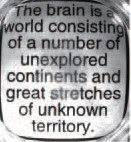 The brain is a
world consisting
of a number of
unexplored
continents and
great stretches
of unknown
territory.